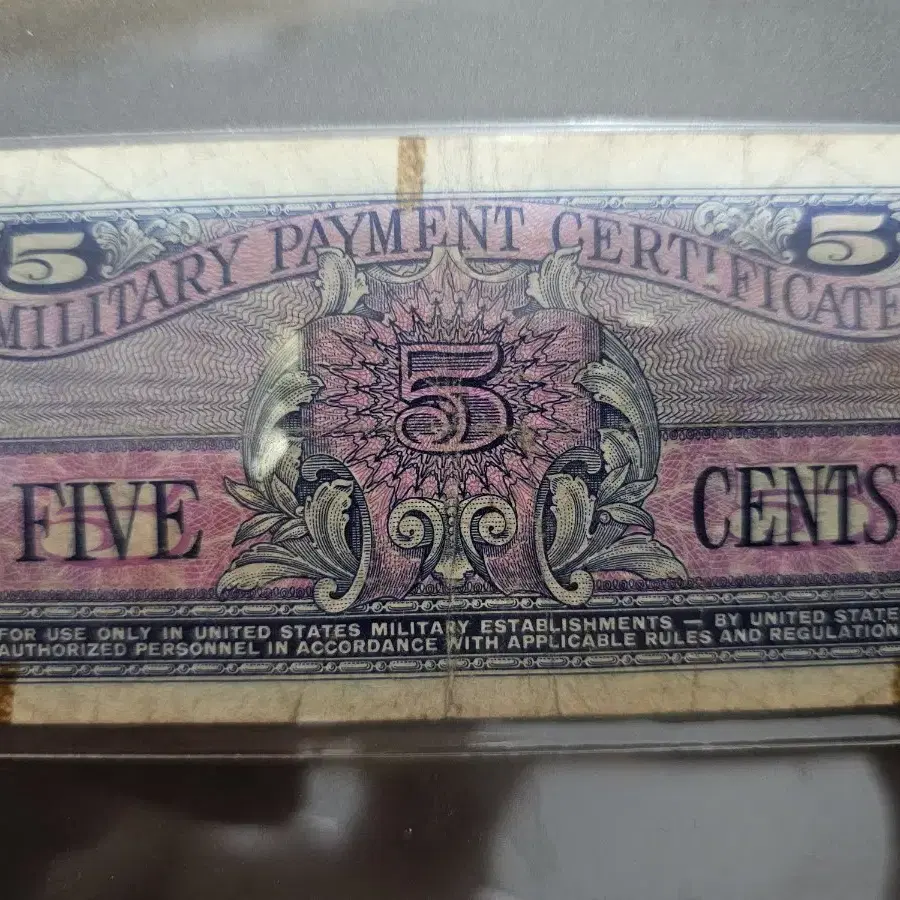 5 5
MILITARY PAYMENT CERTIFICATE
5
FIVE CENTS
FOR USE ONLY IN UNITED STATES MILITARY ESTABLISHMENTS — BY UNITED STATE
AUTHORIZED PERSONNEL IN ACCORDANCE WITH APPLICABLE RULES AND REGULATION